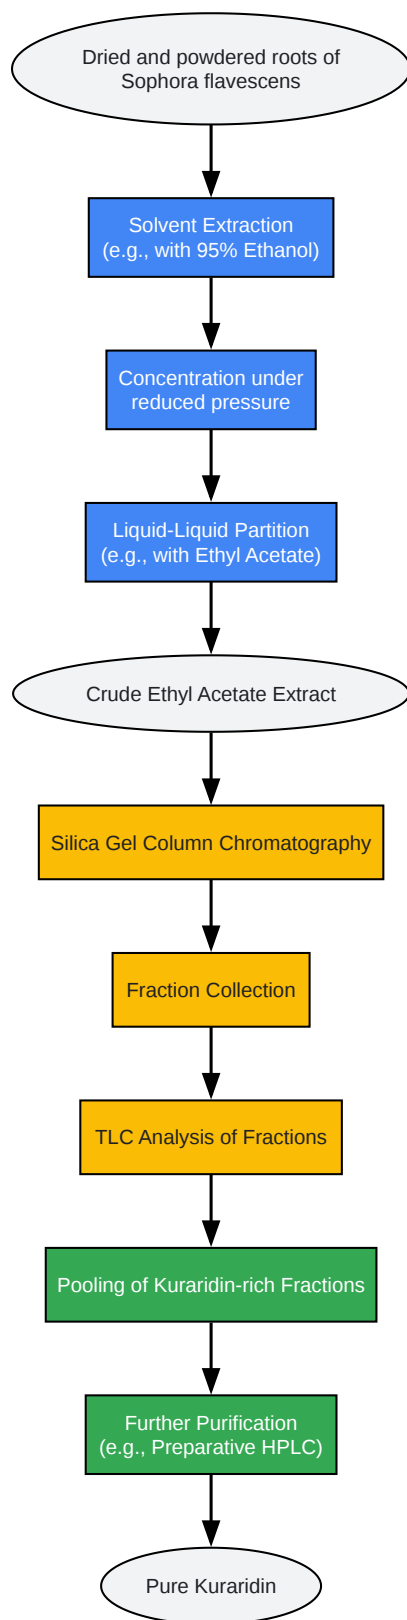 Dried and powdered roots of
Sophora flavescens
Solvent Extraction
(e.g., with 95% Ethanol)
Concentration under
reduced pressure
Liquid-Liquid Partition
(e.g., with Ethyl Acetate)
Crude Ethyl Acetate Extract
Silica Gel Column Chromatography
Fraction Collection
TLC Analysis of Fractions
Pooling of Kuraridin-rich Fractions
Further Purification
(e.g., Preparative HPLC)
Pure Kuraridin